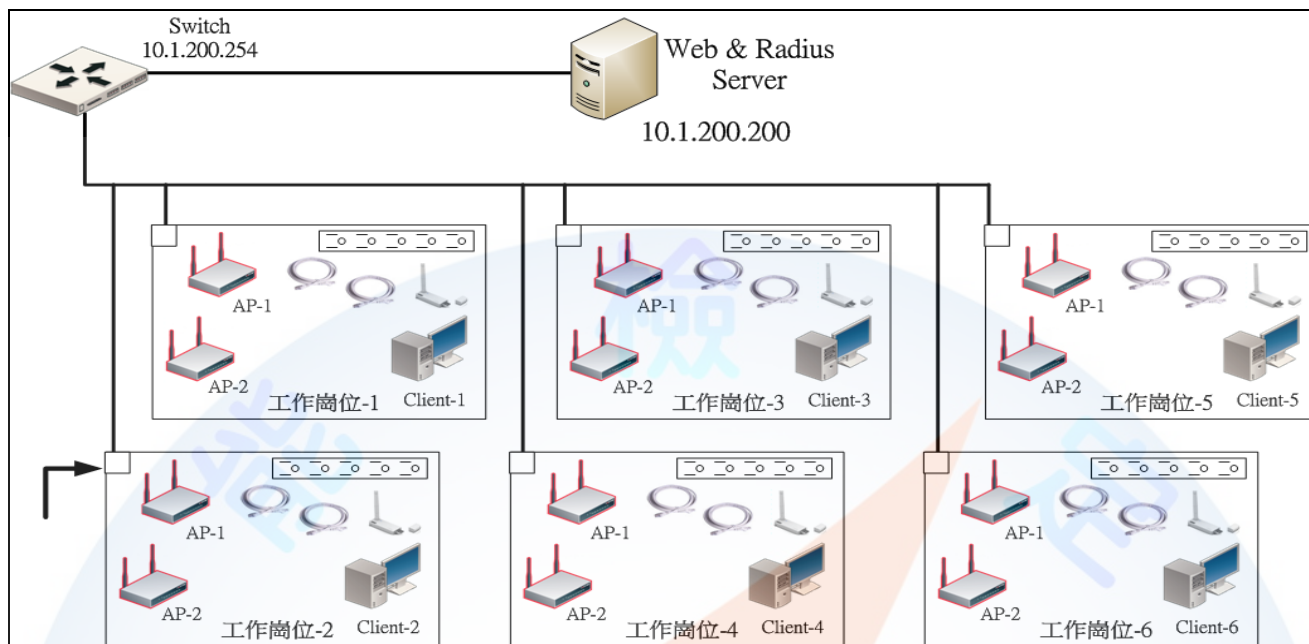 Switch
10.1.200.254
Web & Radius
Server
10.1.200.200
AP-1
AP-2
工作崗位-1
Client-1
AP-1
AP-2
工作崗位-3
Client-3
AP-1
AP-2
工作崗位-5
Client-5
AP-1
AP-2
工作崗位-2
Client-2
AP-1
AP-2
工作崗位-4
Client-4
AP-1
AP-2
工作崗位-6
Client-6